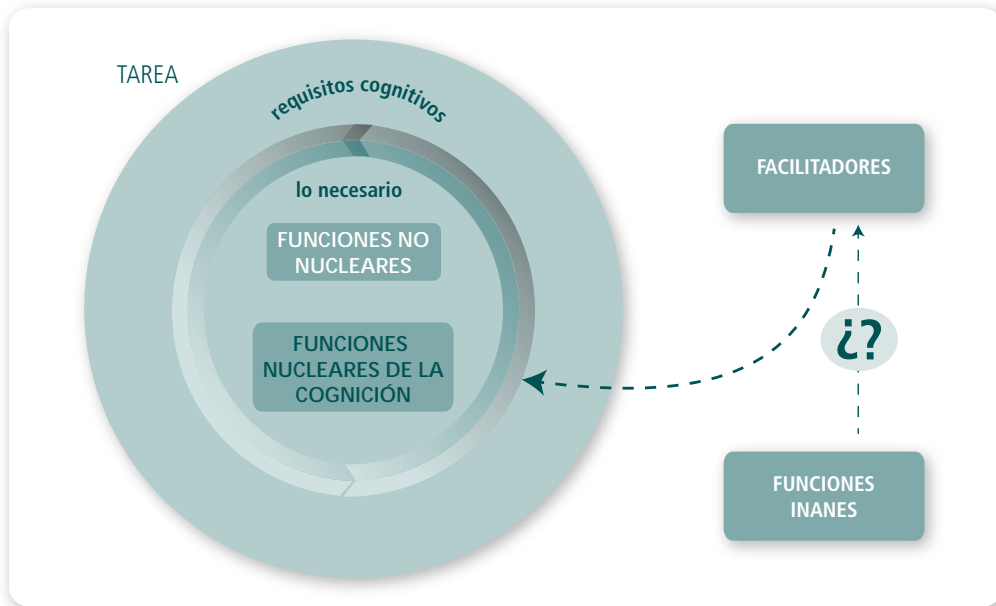 TAREA
requisitos cognitivos
lo necesario
FUNCIONES NO
NUCLEARES
FUNCIONES
NUCLEARES DE LA
COGNICIÓN
FACILITADORES
¿?
FUNCIONES
INANES